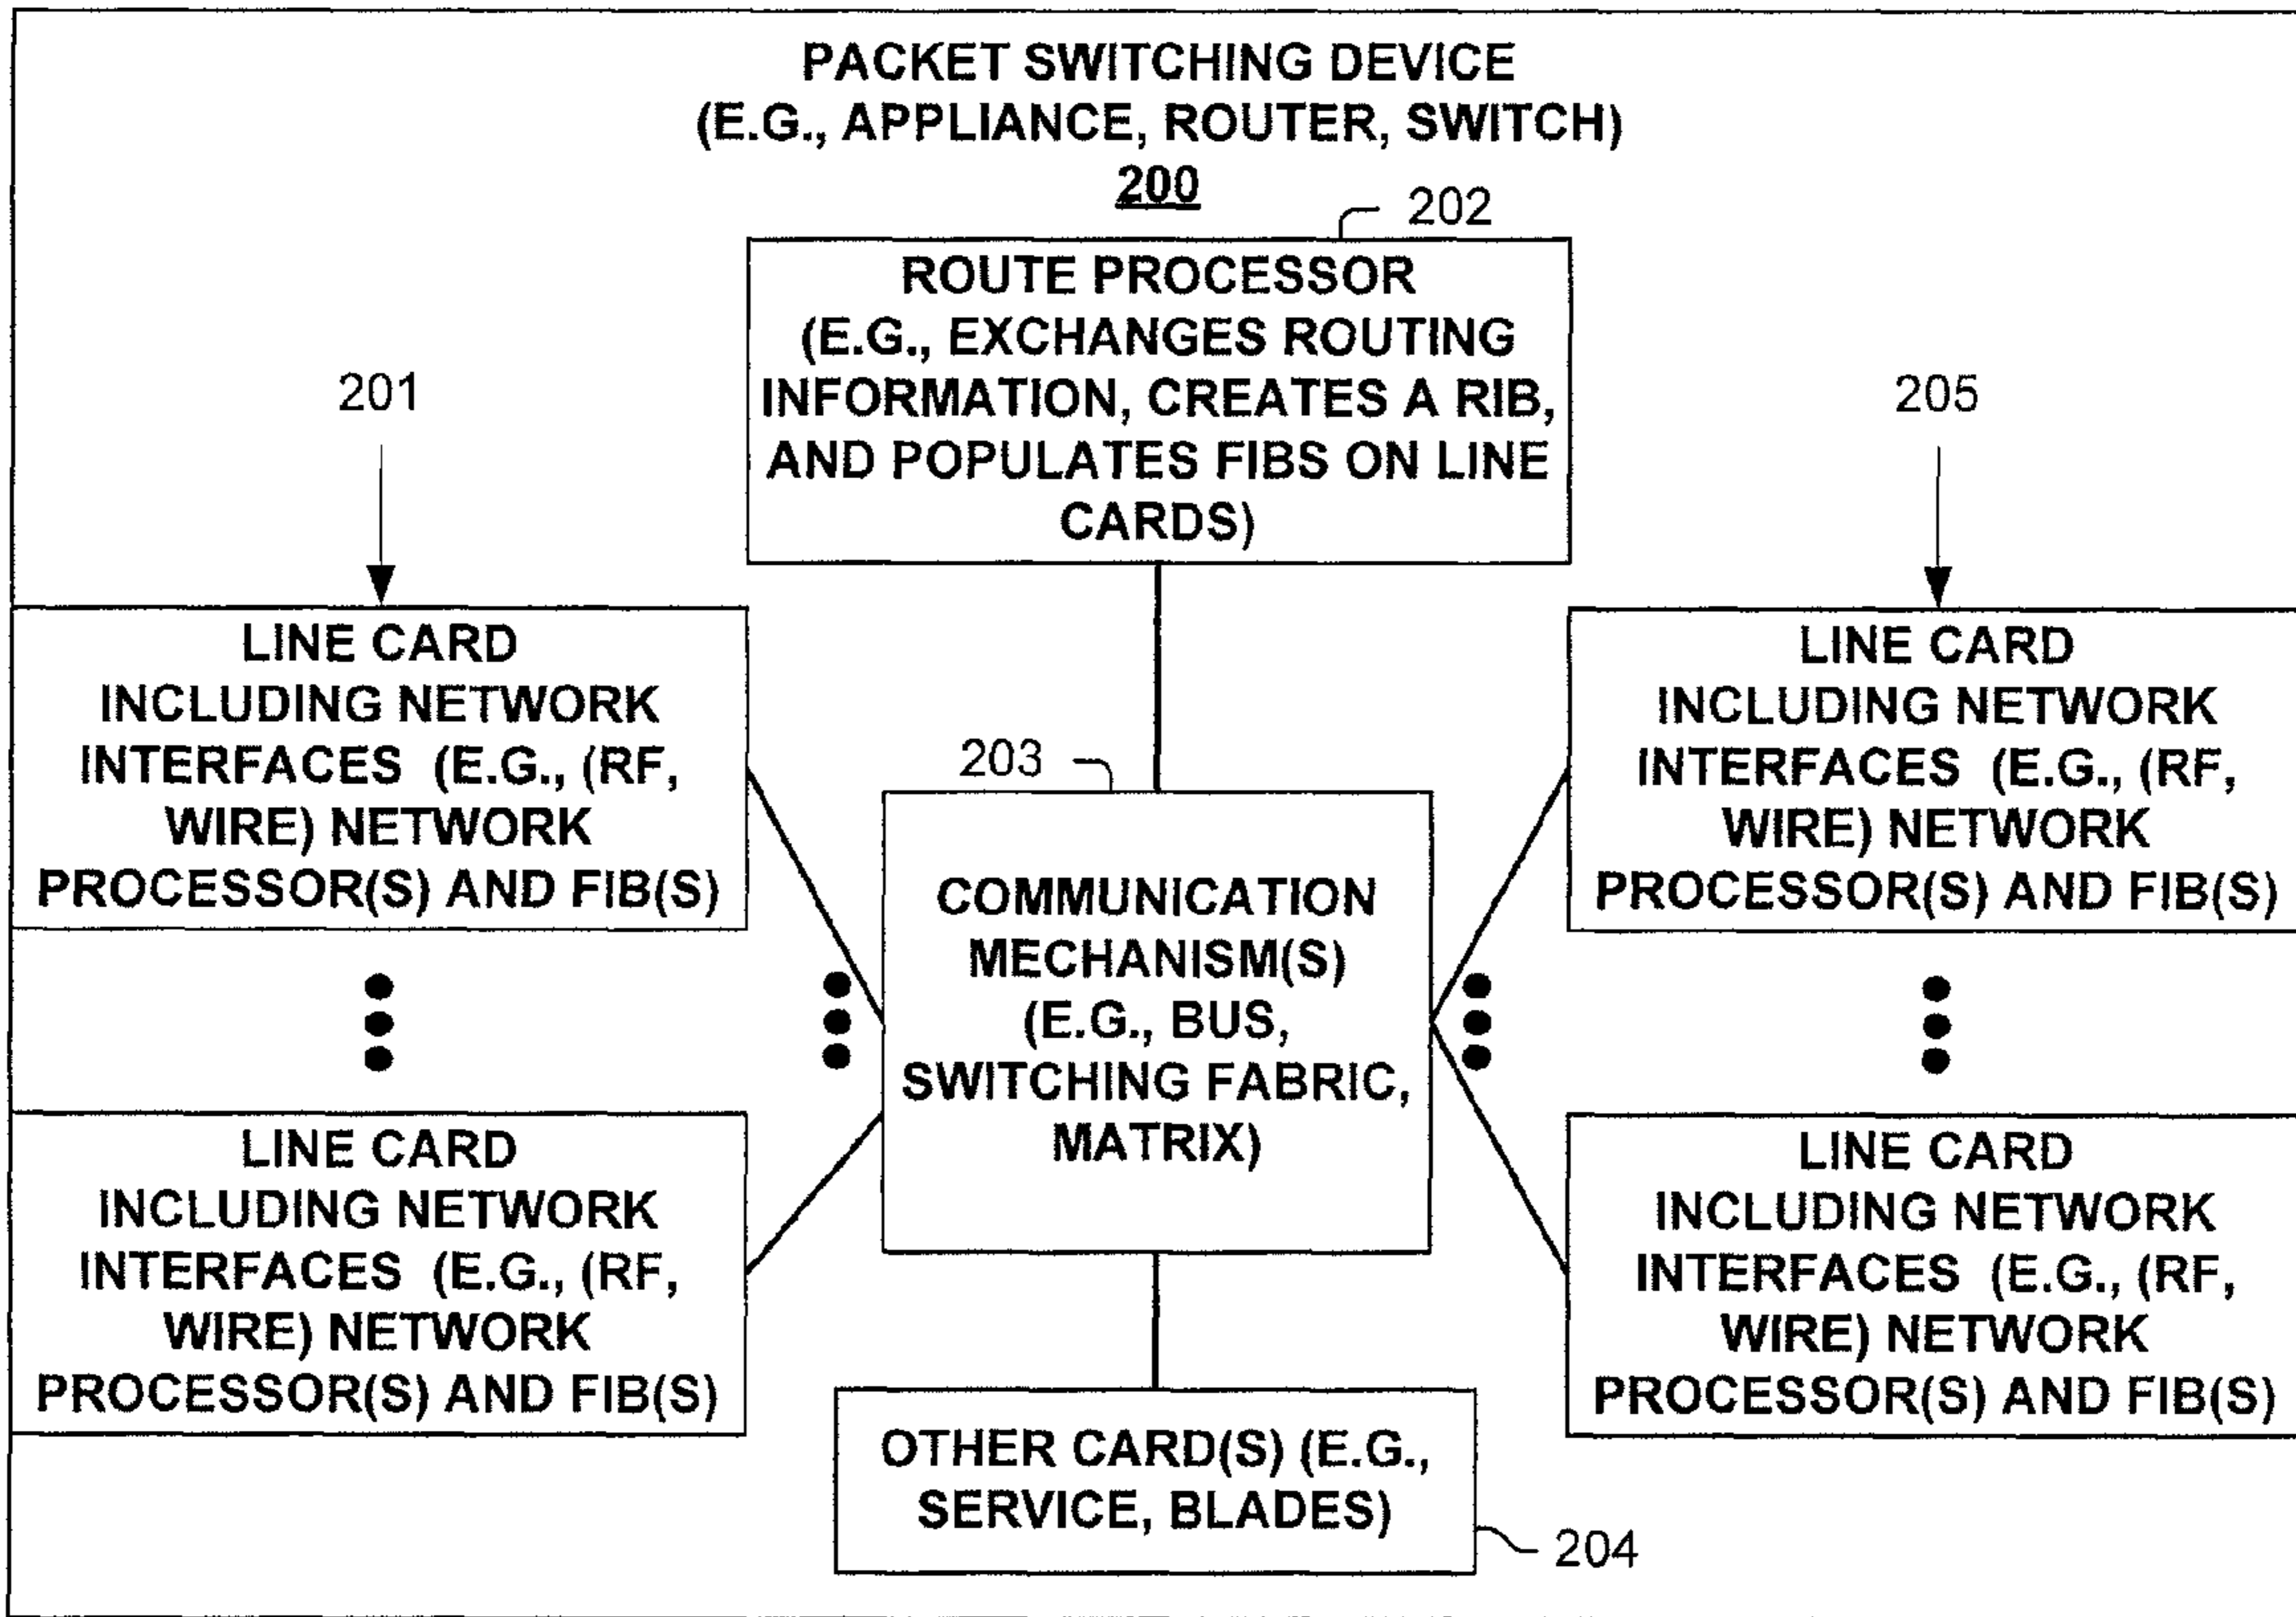 PACKET SWITCHING DEVICE
(E.G., APPLIANCE, ROUTER, SWITCH)
200
202
ROUTE PROCESSOR
(E.G., EXCHANGES ROUTING
INFORMATION, CREATES A RIB,
AND POPULATES FIBS ON LINE
CARDS)
201
LINE CARD
INCLUDING NETWORK
INTERFACES (E.G., (RF,
WIRE) NETWORK
PROCESSOR(S) AND FIB(S)
LINE CARD
INCLUDING NETWORK
INTERFACES (E.G., (RF,
WIRE) NETWORK
PROCESSOR(S) AND FIB(S)
203
COMMUNICATION
MECHANISM(S)
(E.G., BUS,
SWITCHING FABRIC,
MATRIX)
OTHER CARD(S) (E.G.,
SERVICE, BLADES)
204
205
LINE CARD
INCLUDING NETWORK
INTERFACES (E.G., (RF,
WIRE) NETWORK
PROCESSOR(S) AND FIB(S)
LINE CARD
INCLUDING NETWORK
INTERFACES (E.G., (RF,
WIRE) NETWORK
PROCESSOR(S) AND FIB(S)